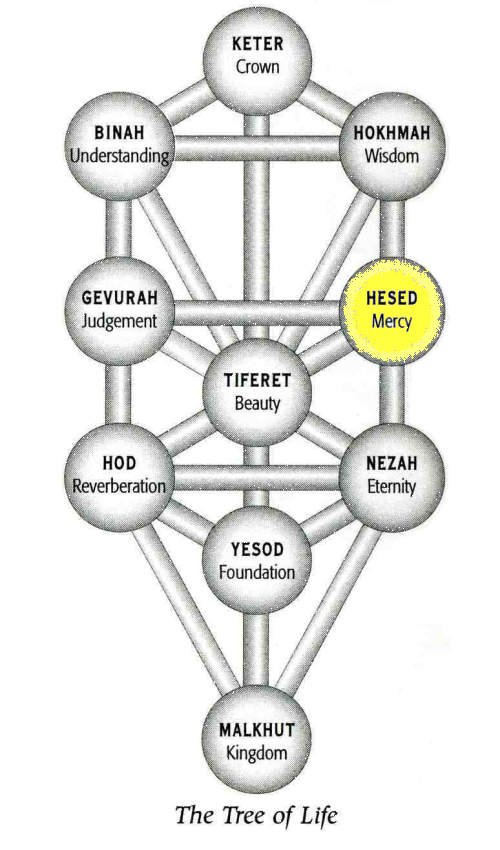 KETER
Crown
BINAH
Understanding
HOKHMAH
Wisdom
GEVURAH
Judgement
HESED
Mercy
TIFERET
Beauty
HOD
Reverberation
NEZAH
Eternity
YESOD
Foundation
MALKHUT
Kingdom
The Tree of Life